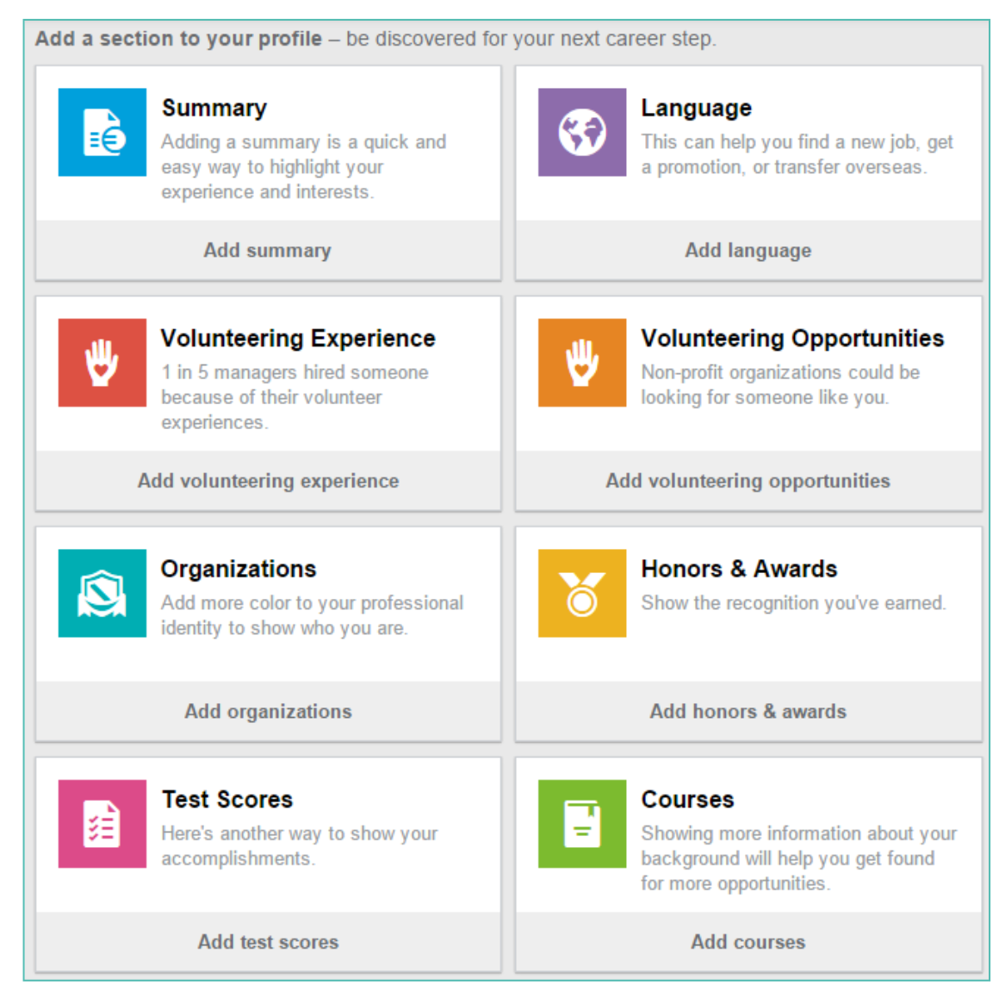 Add a section to your profile – be discovered for your next career step.
Summary
Adding a summary is a quick and
easy way to highlight your
experience and interests.
Add summary
Language
This can help you find a new job, get
a promotion, or transfer overseas.
Add language
Volunteering Experience
1 in 5 managers hired someone
because of their volunteer
experiences.
Add volunteering experience
Volunteering Opportunities
Non-profit organizations could be
looking for someone like you.
Add volunteering opportunities
Organizations
Add more color to your professional
identity to show who you are.
Add organizations
Honors & Awards
Show the recognition you've earned.
Add honors & awards
Test Scores
Here's another way to show your
accomplishments.
Add test scores
Courses
Showing more information about your
background will help you get found
for more opportunities.
Add courses